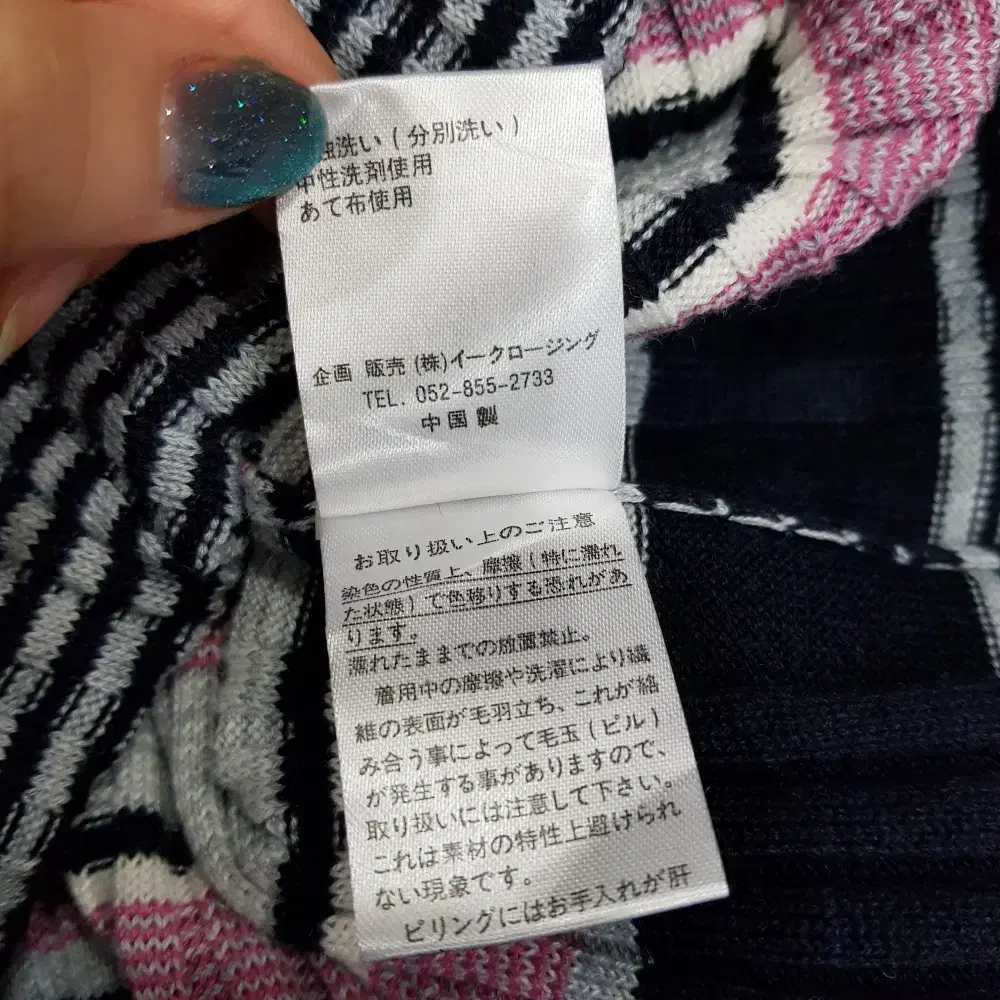 洗い(分別洗い)
中性洗剤使用
あて布使用
企画 販売 (株)イークロージング
TEL. 052-855-2733
中国製
お取り扱い上のご注意
染色の性質上、摩擦(特に濡れ
た状態)で色移りする恐れがあ
ります。
濡れたままでの放置禁止。
着用中の摩擦や洗濯により繊
維の表面が毛羽立ち、これが絡
み合う事によって毛玉(ピル)
が発生する事がありますので、
取り扱いには注意して下さい。
これは素材の特性上避けられ
ない現象です。
ピリングにはお手入れが肝